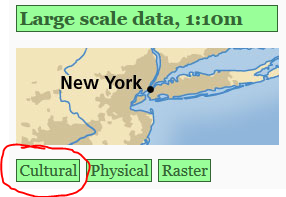 Large scale data, 1:10m
New York
Cultural Physical Raster